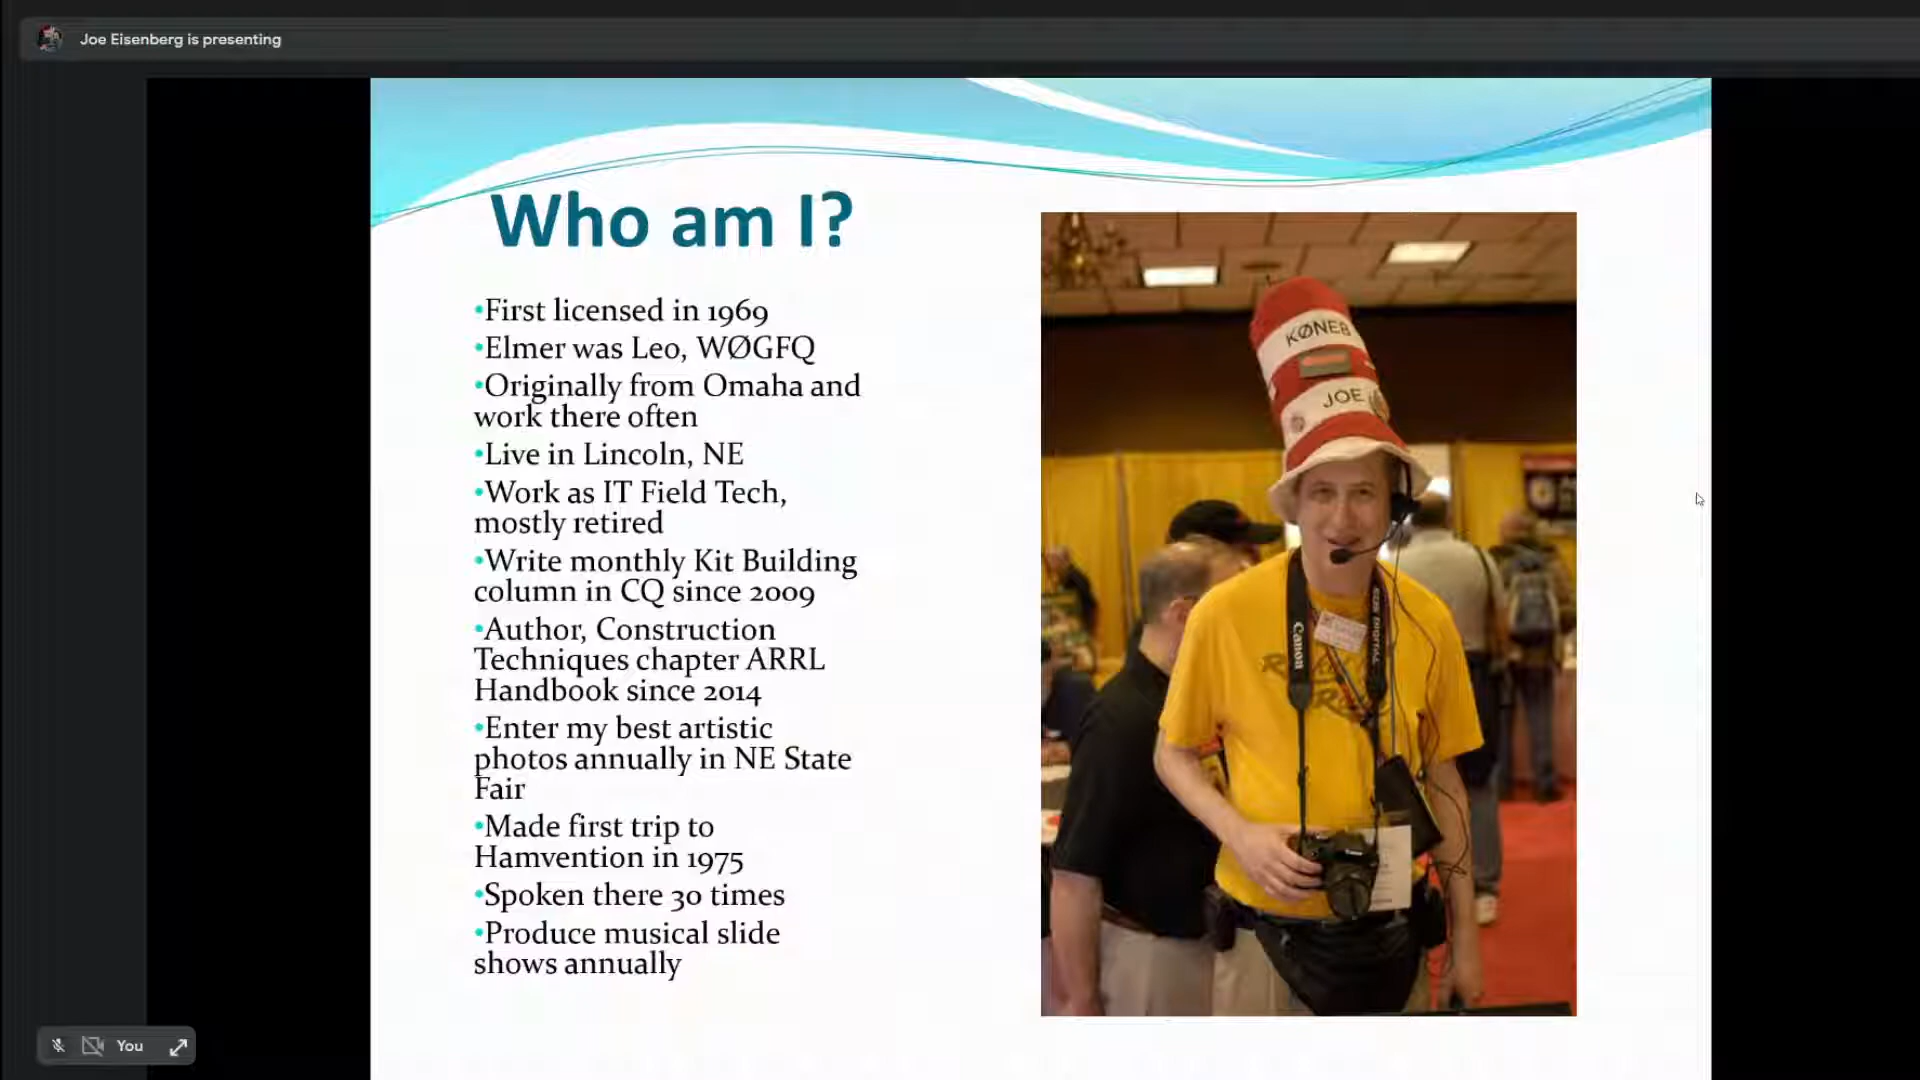 Joe Eisenberg is presenting
Who am I?
•First licensed in 1969
•Elmer was Leo, WØGFQ
•Originally from Omaha and
work there often
•Live in Lincoln, NE
•Work as IT Field Tech,
mostly retired
•Write monthly Kit Building
column in CQ since 2009
•Author, Construction
Techniques chapter ARRL
Handbook since 2014
•Enter my best artistic
photos annually in NE State
Fair
•Made first trip to
Hamvention in 1975
•Spoken there 30 times
•Produce musical slide
shows annually
KØNEB
JOE
Canon
EOS DIGITAL
You